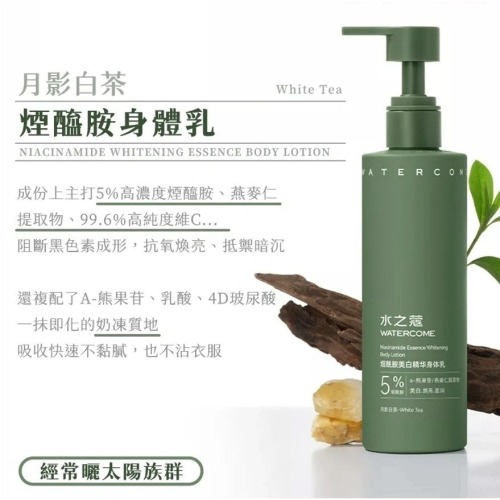 月影白茶
White Tea
煙醯胺身體乳
NIACINAMIDE WHITENING ESSENCE BODY LOTION
成份上主打5%高濃度煙醯胺、燕麥仁
提取物、99.6%高純度維C...
阻斷黑色素成形，抗氧煥亮、抵禦暗沉
還複配了Α-熊果苷、乳酸、4D玻尿酸
一抹即化的奶凍質地
吸收快速不黏膩，也不沾衣服
經常曬太陽族群
WATERCOM
水之蔻
WATERCOME
Niacinamide Essence Whitening
Body Lotion
烟酰胺美白精华身体乳
5%
月影白茶-White Tea